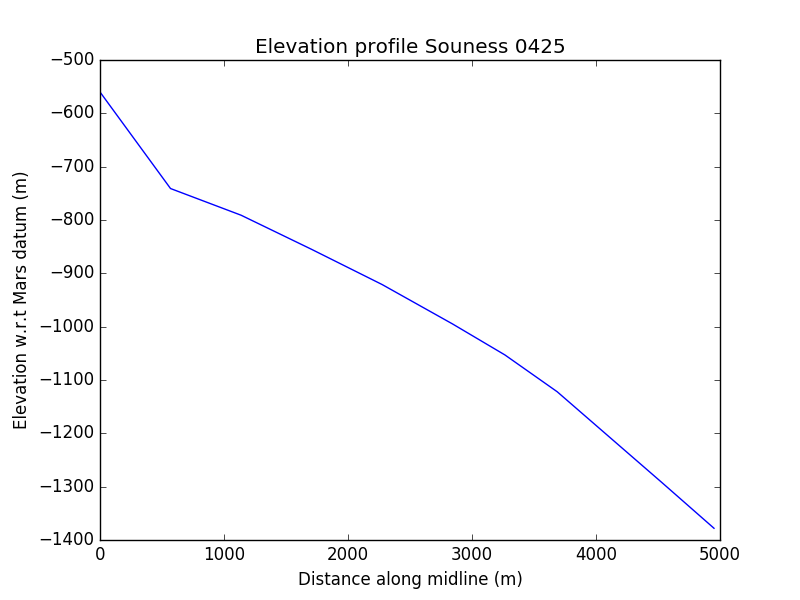 Elevation profile Souness 0425
−500
−600
−700
−800
−900
−1000
−1100
−1200
−1300
−1400
Elevation w.r.t Mars datum (m)
0 1000 2000 3000 4000 5000
Distance along midline (m)